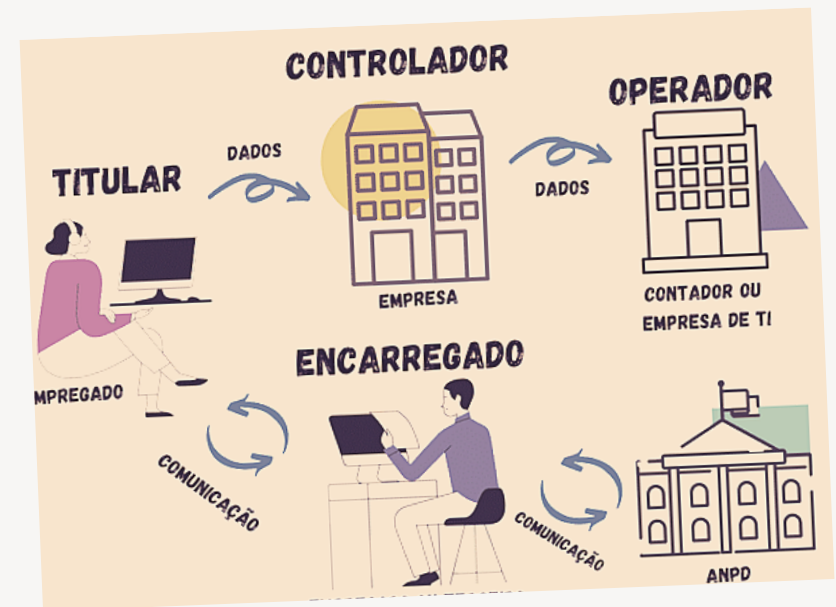 CONTROLADOR
OPERADOR
TITULAR
DADOS
DADOS
EMPRESA
CONTADOR OU
EMPRESA DE TI
MPREGADO
ENCARREGADO
COMUNICAÇÃO
COMUNICAÇÃO
ANPD